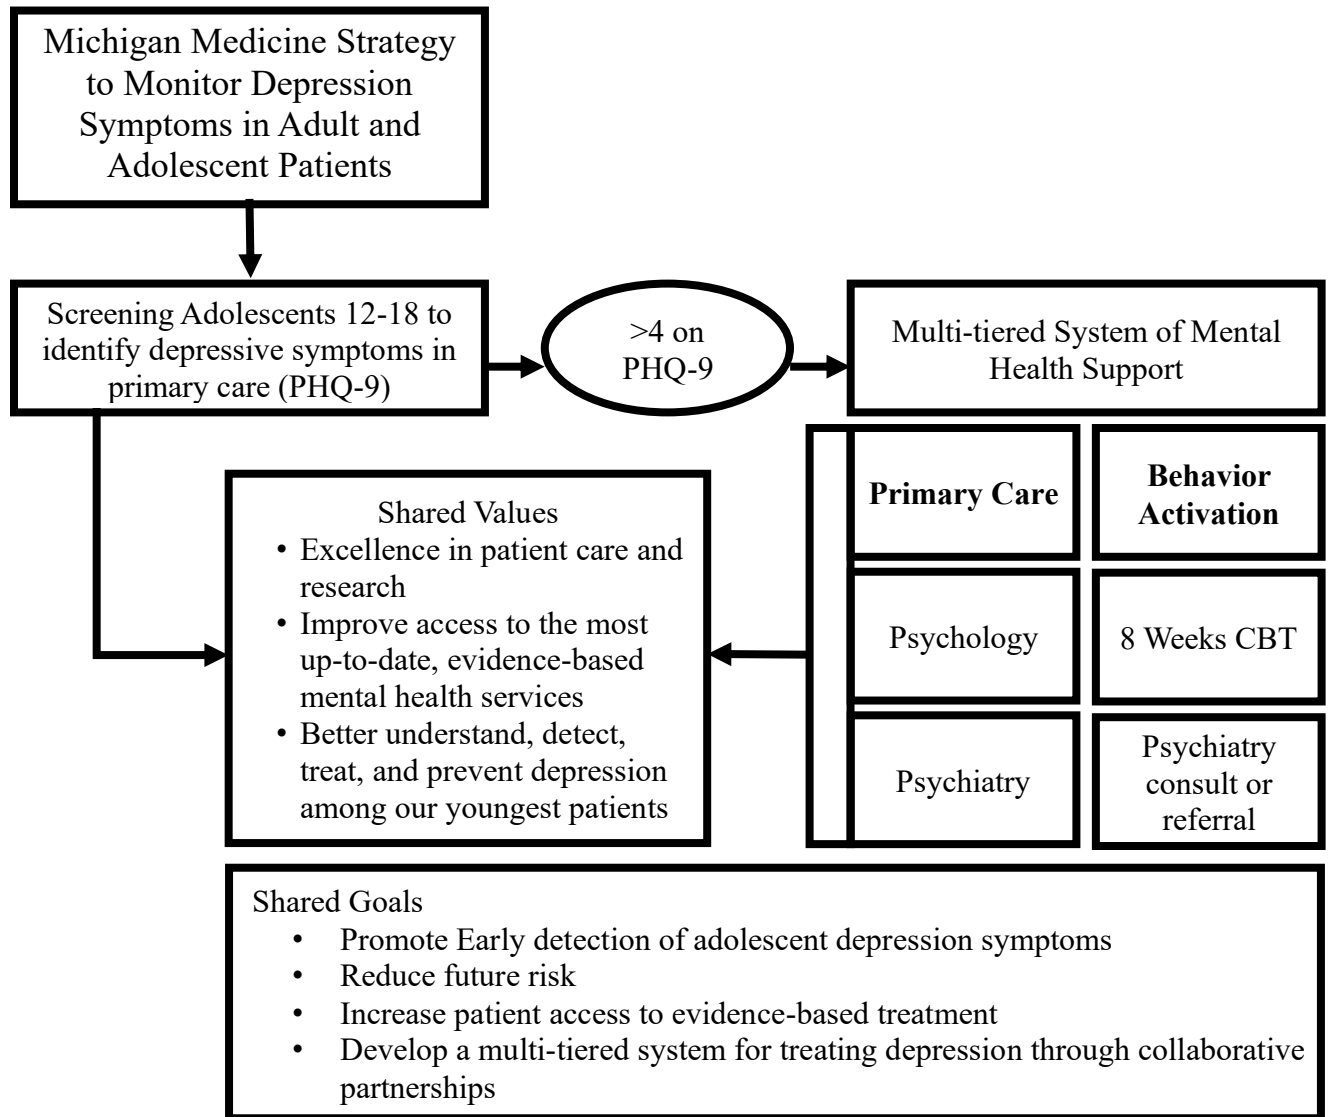 Michigan Medicine Strategy
to Monitor Depression
Symptoms in Adult and
Adolescent Patients
Screening Adolescents 12-18 to
identify depressive symptoms in
primary care (PHQ-9)
>4 on
PHQ-9
Multi-tiered System of Mental
Health Support
Primary Care
Behavior
Activation
Psychology
8 Weeks CBT
Psychiatry
Psychiatry
consult or
referral
Shared Values
• Excellence in patient care and
research
• Improve access to the most
up-to-date, evidence-based
mental health services
• Better understand, detect,
treat, and prevent depression
among our youngest patients
Shared Goals
• Promote Early detection of adolescent depression symptoms
• Reduce future risk
• Increase patient access to evidence-based treatment
• Develop a multi-tiered system for treating depression through collaborative
partnerships